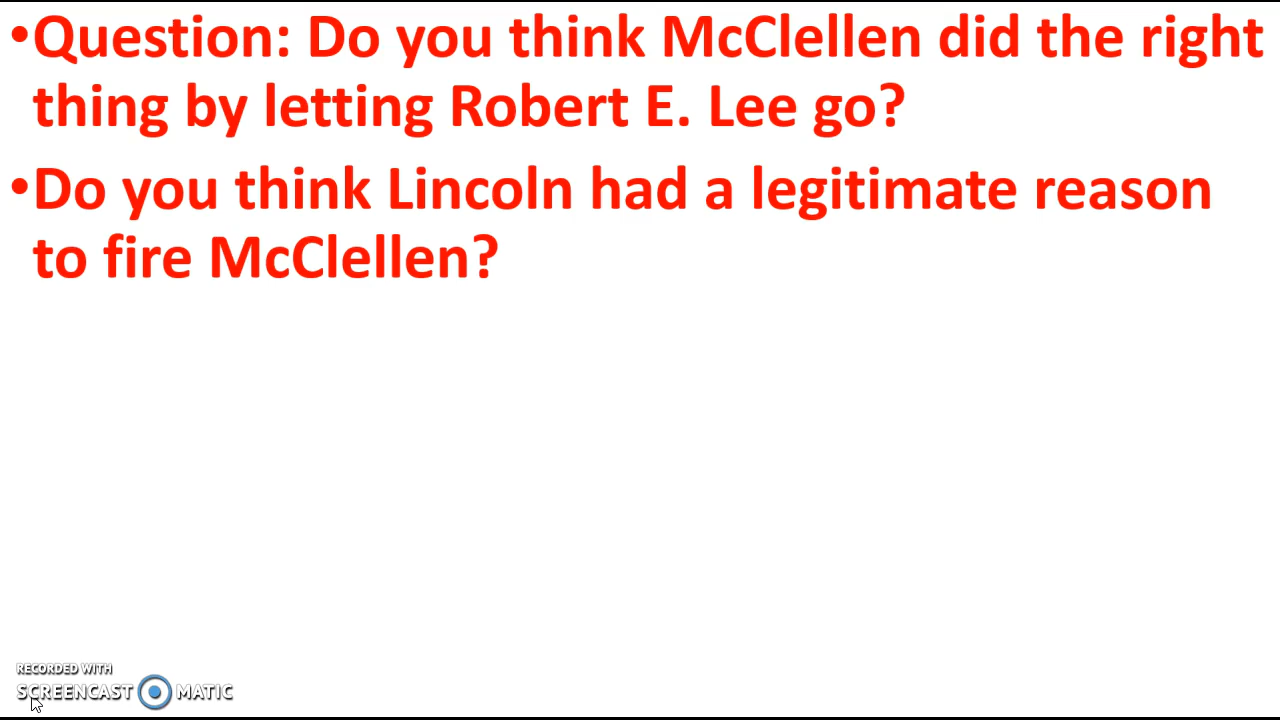 •Question: Do you think McClellen did the right
thing by letting Robert E. Lee go?
•Do you think Lincoln had a legitimate reason
to fire McClellen?
RECORDED WITH
SCREENCAST MATIC